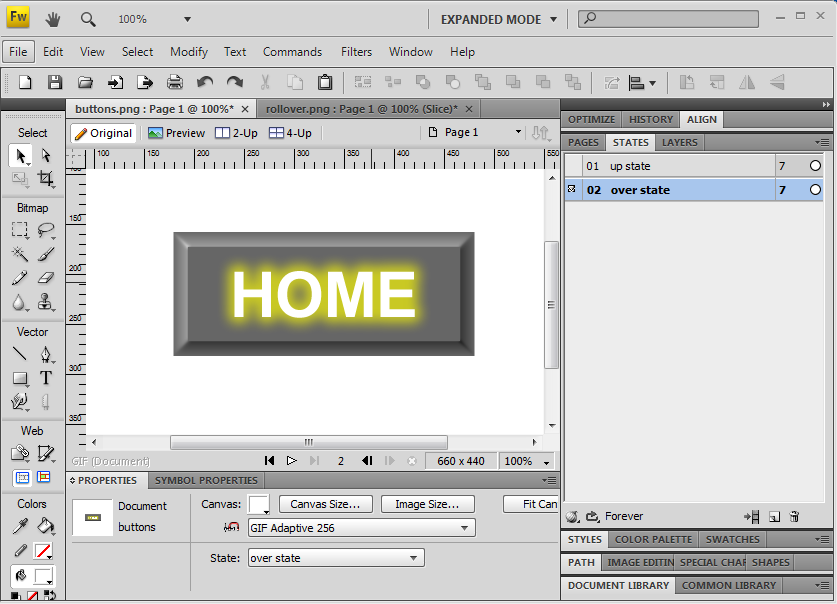 Fw 100% EXPANDED MODE
File Edit View Select Modify Text Commands Filters Window Help
buttons.png : Page 1 @ 100%* × rollover.png : Page 1 @ 100% (Slice)* ×
Original Preview 2-Up 4-Up Page 1
100 150 200 250 300 350 400 450 500 550
150
200
250
300
350
HOME
GIF (Document) 2 660 x 440 100%
Select
Bitmap
Vector
T
Web
Colors
PROPERTIES SYMBOL PROPERTIES
Document
buttons
Canvas: Canvas Size... Image Size... Fit Can
GIF Adaptive 256
State: over state
OPTIMIZE HISTORY ALIGN
PAGES STATES LAYERS
01 up state 7
02 over state 7
Forever
STYLES COLOR PALETTE SWATCHES
PATH IMAGE EDITIN SPECIAL CHAR SHAPES
DOCUMENT LIBRARY COMMON LIBRARY